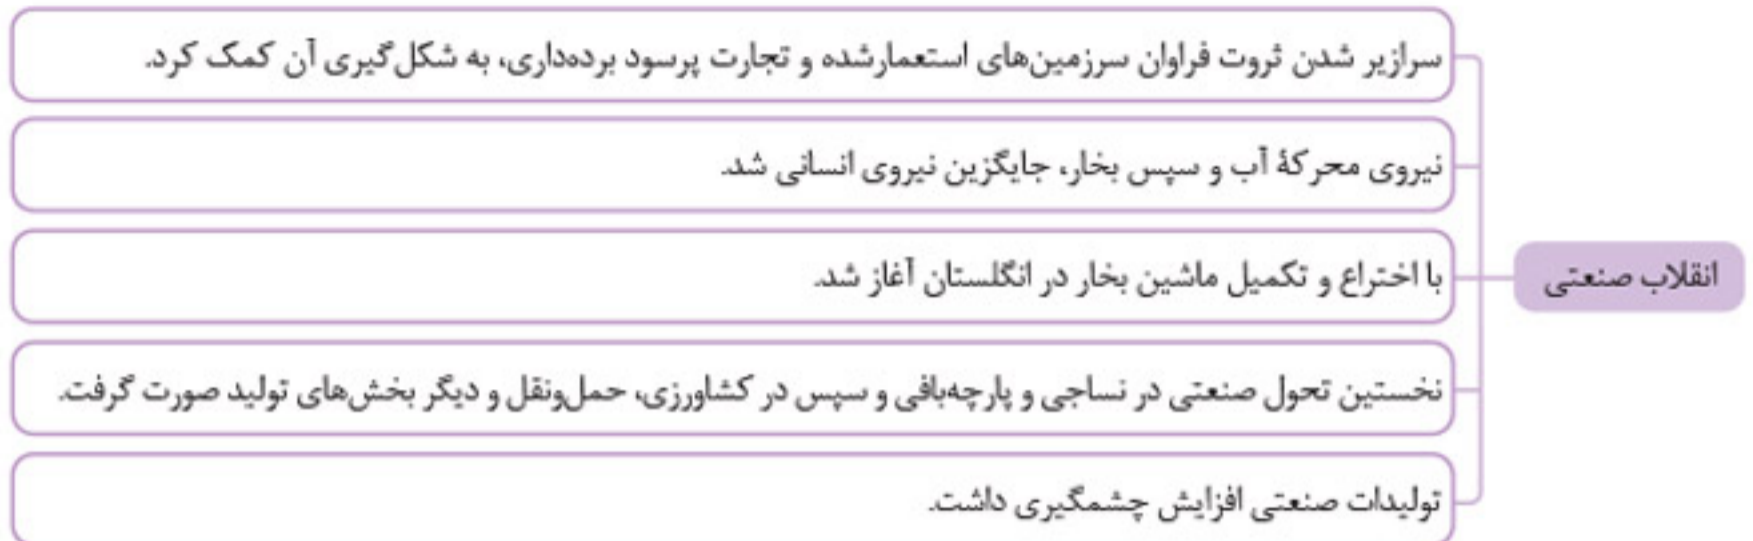 انقلاب صنعتی
سرازیر شدن ثروت فراوان سرزمین‌های استعمارشده و تجارت پرسود برده‌داری، به شکل‌گیری آن کمک کرد.
نیروی محرکهٔ آب و سپس بخار، جایگزین نیروی انسانی شد.
با اختراع و تکمیل ماشین بخار در انگلستان آغاز شد.
نخستین تحول صنعتی در نساجی و پارچه‌بافی و سپس در کشاورزی، حمل‌ونقل و دیگر بخش‌های تولید صورت گرفت.
تولیدات صنعتی افزایش چشمگیری داشت.